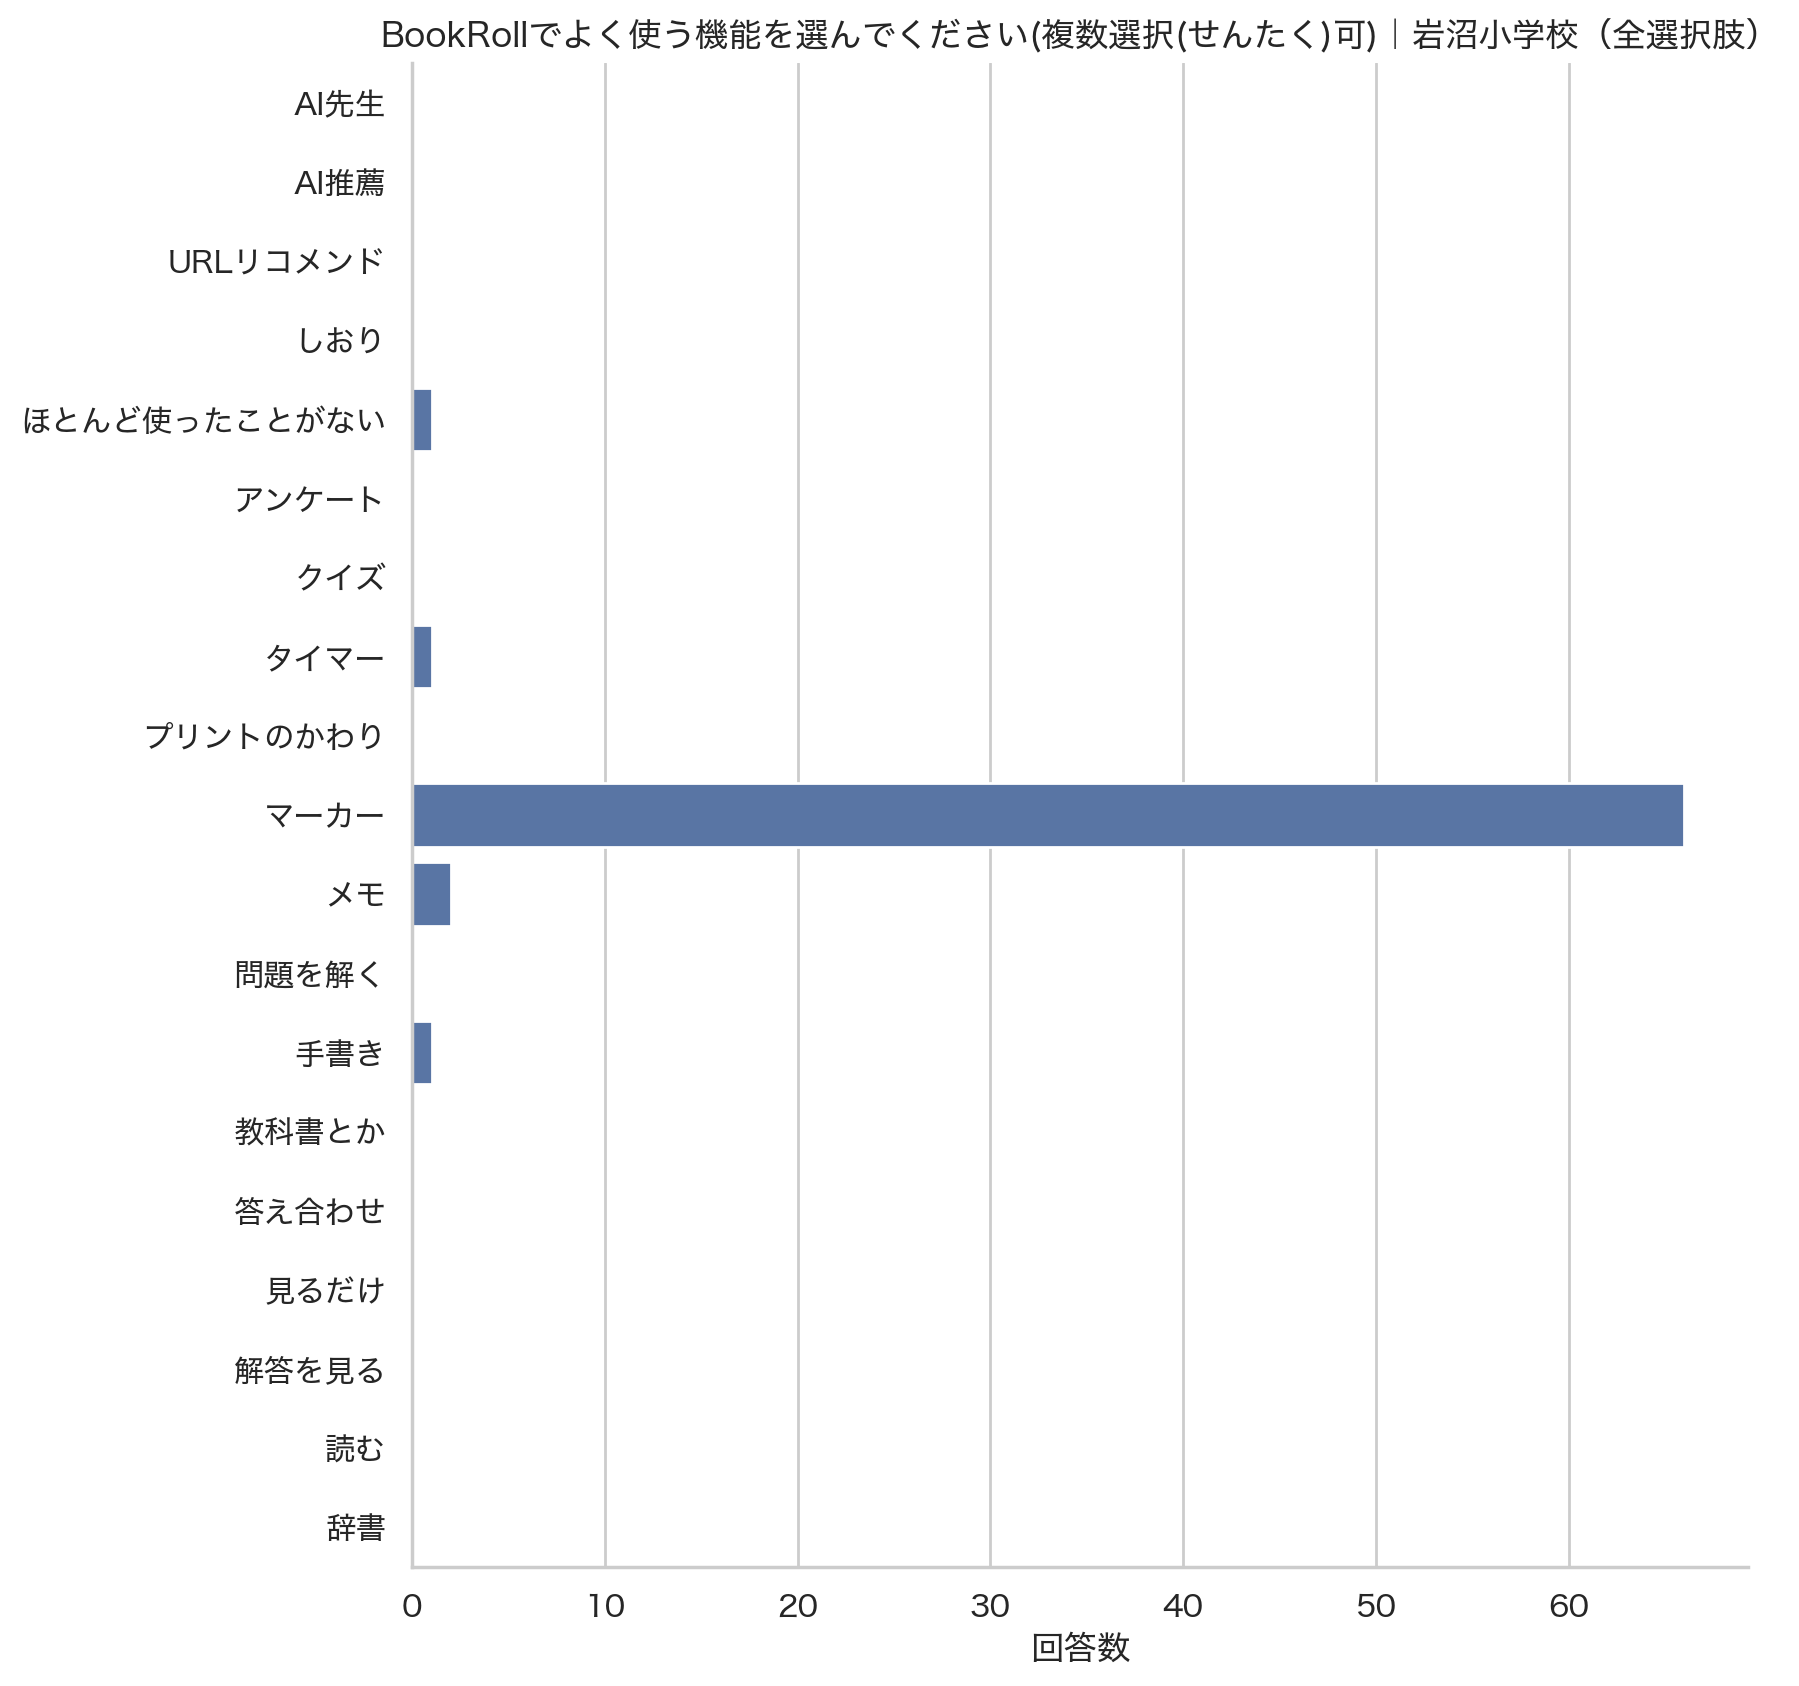 BookRollでよく使う機能を選んでください(複数選択(せんたく)可)｜岩沼小学校（全選択肢）
AI先生
AI推薦
URLリコメンド
しおり
ほとんど使ったことがない
アンケート
クイズ
タイマー
プリントのかわり
マーカー
メモ
問題を解く
手書き
教科書とか
答え合わせ
見るだけ
解答を見る
読む
辞書
0 10 20 30 40 50 60
回答数